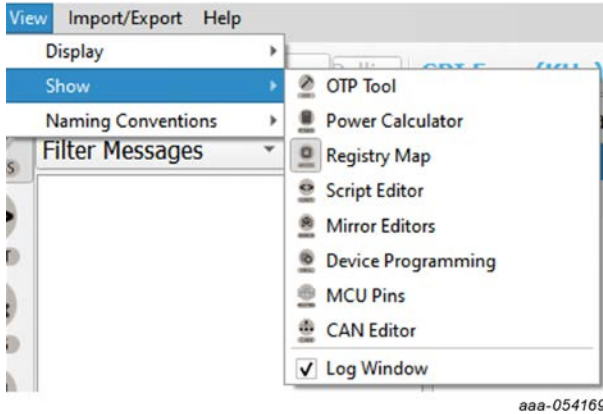 View Import/Export Help
Display
Show
Naming Conventions
Filter Messages
OTP Tool
Power Calculator
Registry Map
Script Editor
Mirror Editors
Device Programming
MCU Pins
CAN Editor
Log Window
aaa-054169